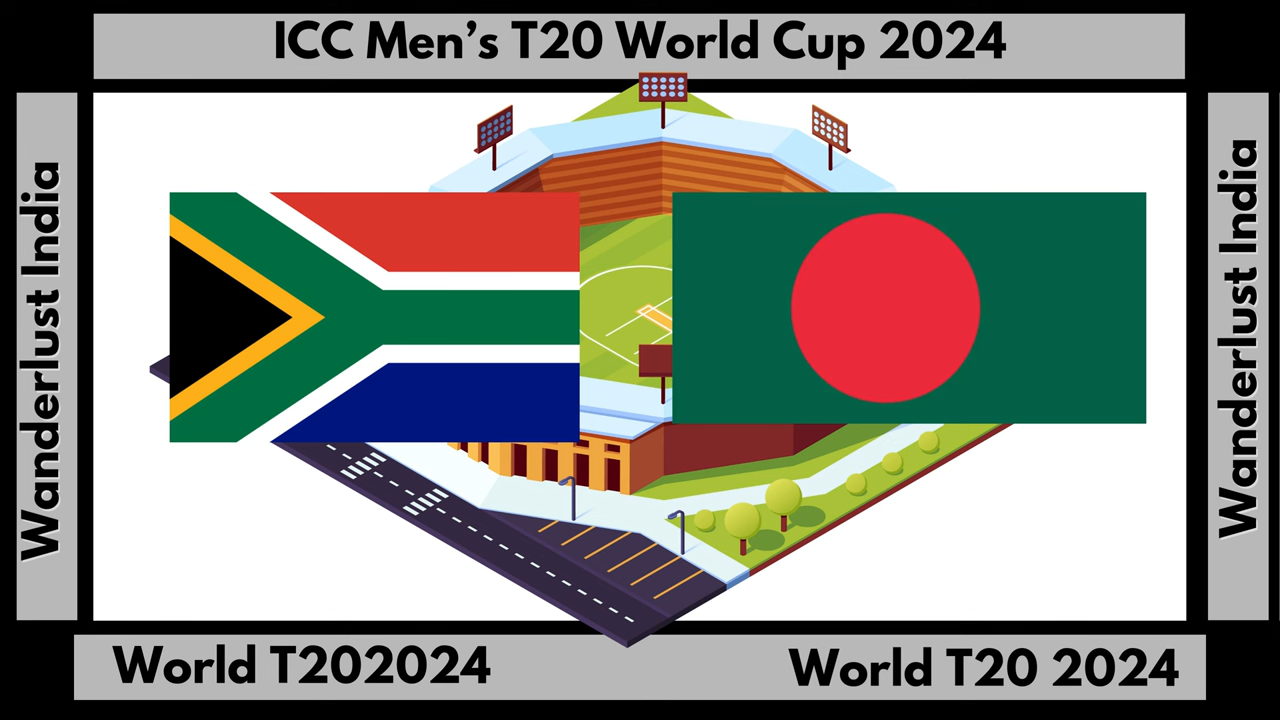 ICC Men’s T20 World Cup 2024
Wanderlust India
Wanderlust India
World T202024
World T20 2024